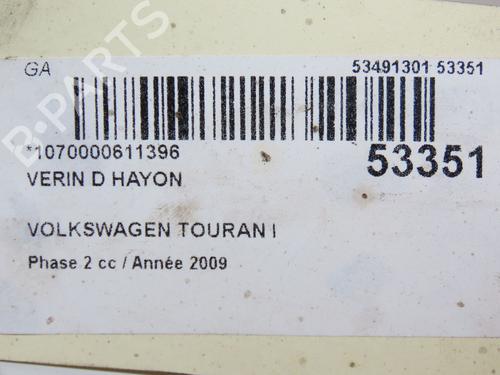 GA
53491301 53351
*1070000611396
53351
VERIN D HAYON
VOLKSWAGEN TOURAN I
Phase 2 cc / Année 2009
B-PARTS